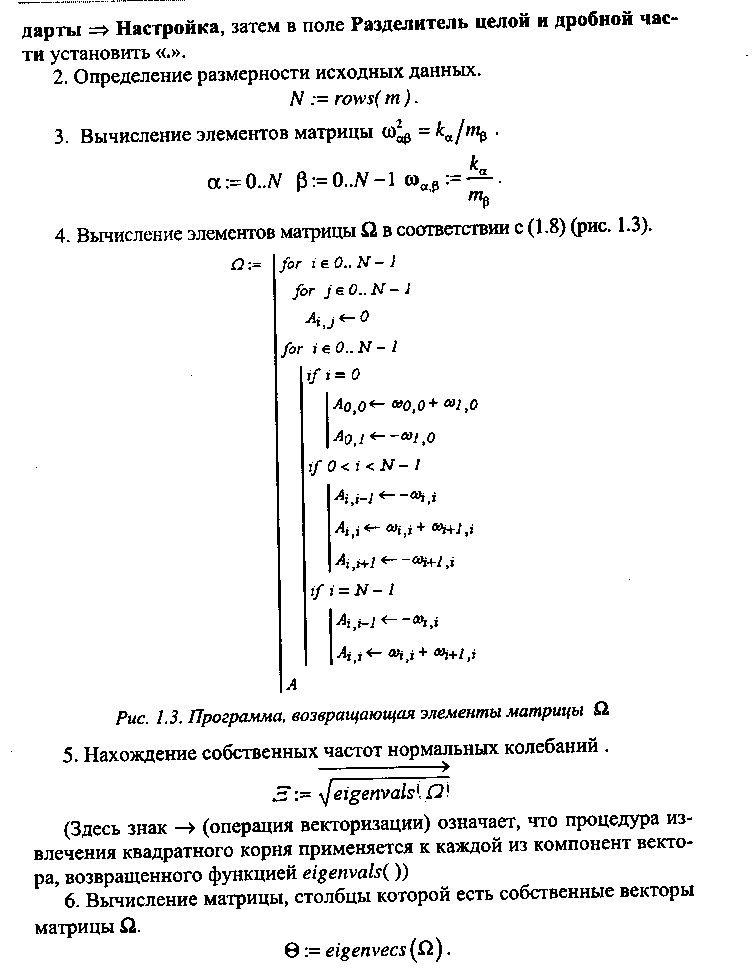 дарты ⇒ Настройка, затем в поле Разделитель целой и дробной час-
ти установить «.».
2. Определение размерности исходных данных.
N := rows( m ) .
3. Вычисление элементов матрицы ω²αβ = kα/mβ .
α := 0..N β := 0..N − 1 ωα,β := kα/mβ .
4. Вычисление элементов матрицы Ω в соответствии с (1.8) (рис. 1.3).
Ω := for i ∈ 0.. N − 1
for j ∈ 0.. N − 1
Ai,j ← 0
for i ∈ 0.. N − 1
if i = 0
A0,0 ← ω0,0 + ω1,0
A0,1 ← −ω1,0
if 0 < i < N − 1
Ai,i−1 ← −ωi,i
Ai,i ← ωi,i + ωi+1,i
Ai,i+1 ← −ωi+1,i
if i = N − 1
Ai,i−1 ← −ωi,i
Ai,i ← ωi,i + ωi+1,i
A
Рис. 1.3. Программа, возвращающая элементы матрицы Ω
5. Нахождение собственных частот нормальных колебаний .
Ξ := √eigenvals( Ω )
(Здесь знак → (операция векторизации) означает, что процедура из-
влечения квадратного корня применяется к каждой из компонент векто-
ра, возвращенного функцией eigenvals( ))
6. Вычисление матрицы, столбцы которой есть собственные векторы
матрицы Ω.
Θ := eigenvecs(Ω) .